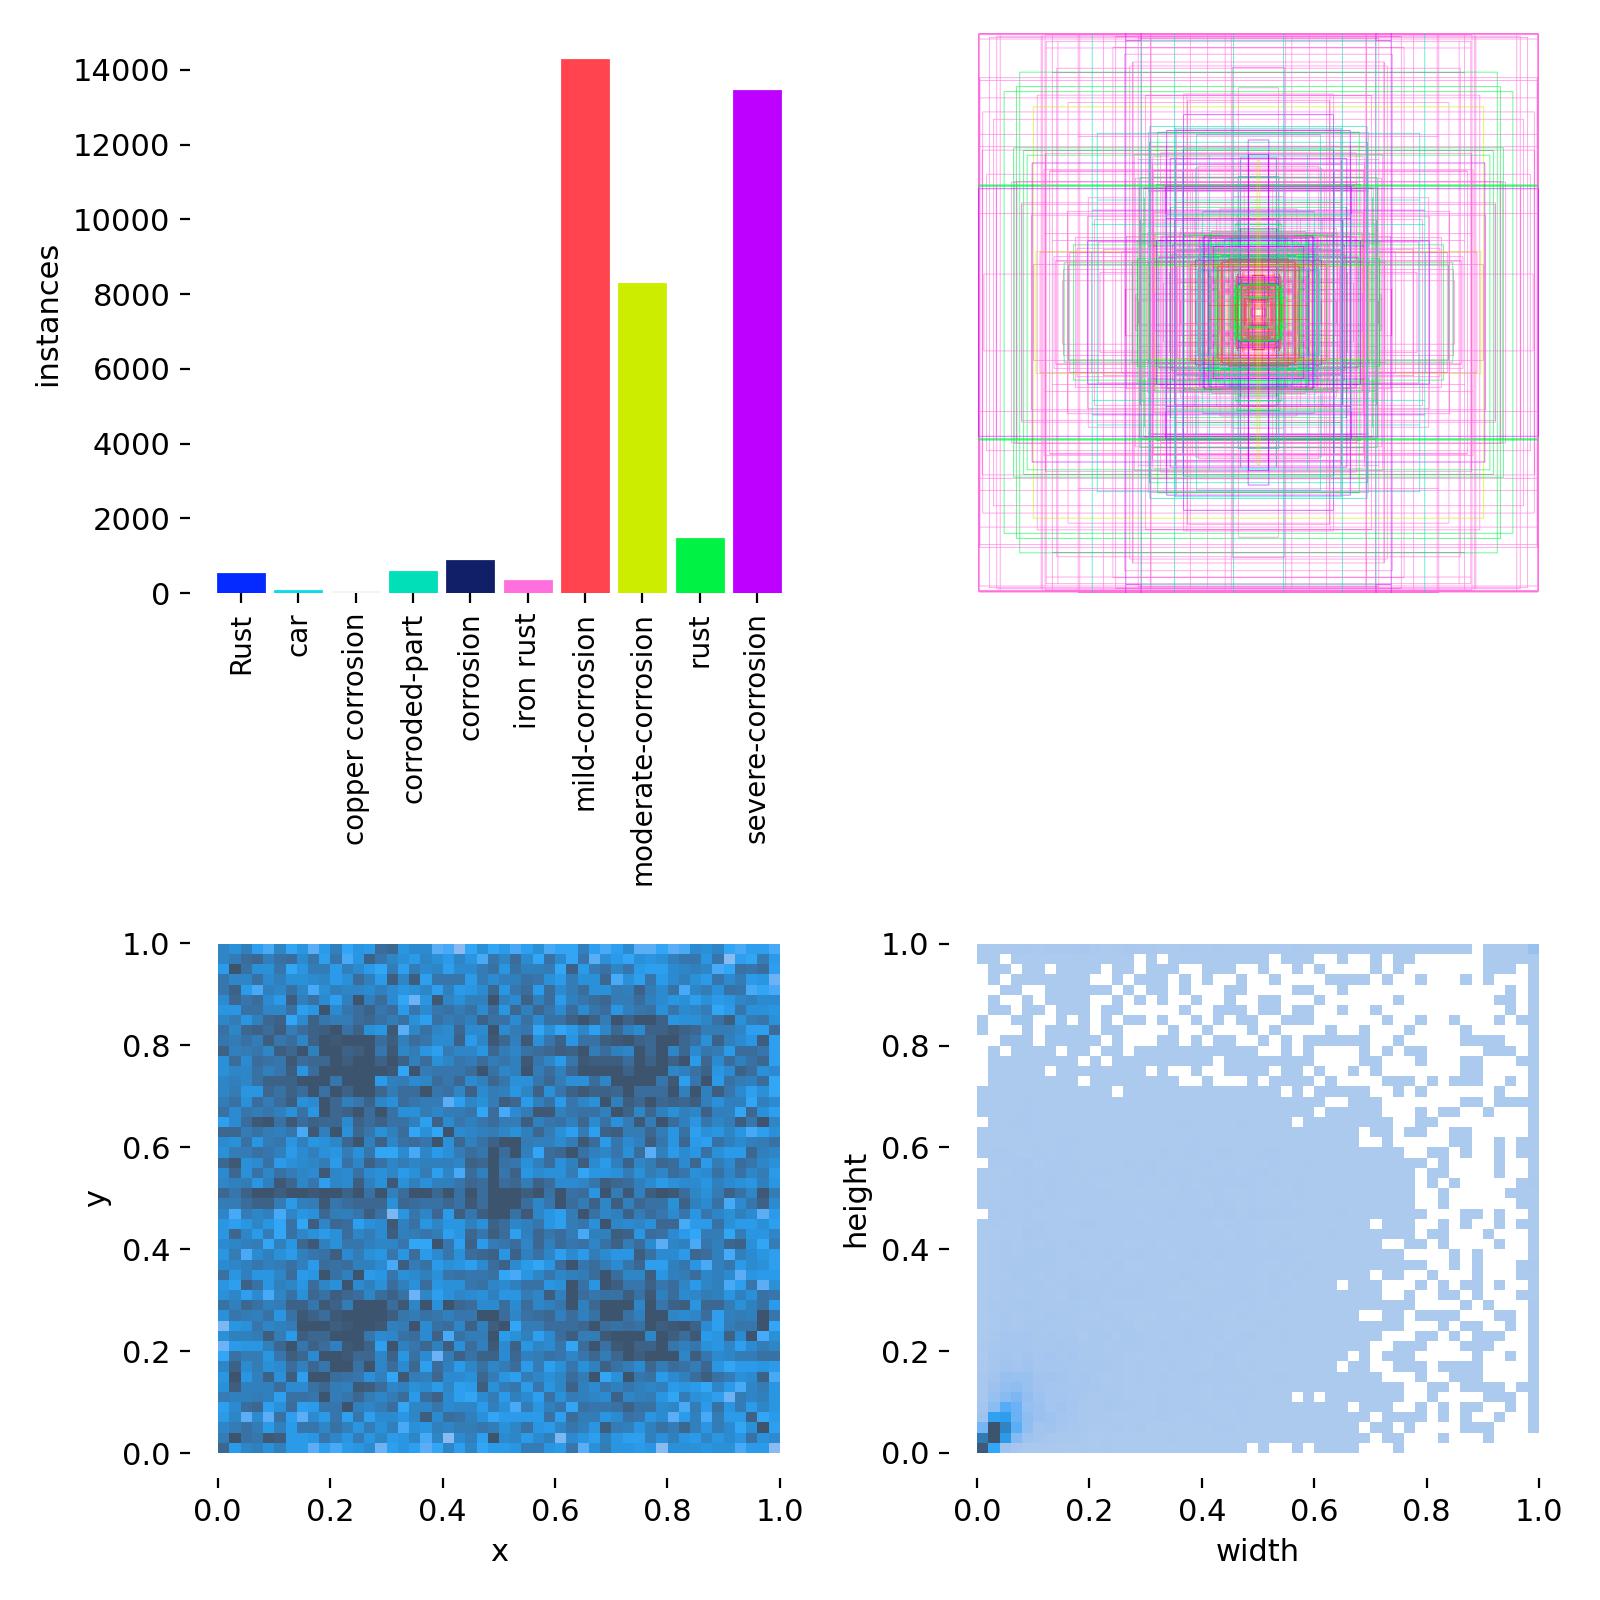 instances
14000
12000
10000
8000
6000
4000
2000
0
Rust
car
copper corrosion
corroded-part
corrosion
iron rust
mild-corrosion
moderate-corrosion
rust
severe-corrosion
y
1.0
0.8
0.6
0.4
0.2
0.0
0.0 0.2 0.4 0.6 0.8 1.0
x
height
1.0
0.8
0.6
0.4
0.2
0.0
0.0 0.2 0.4 0.6 0.8 1.0
width